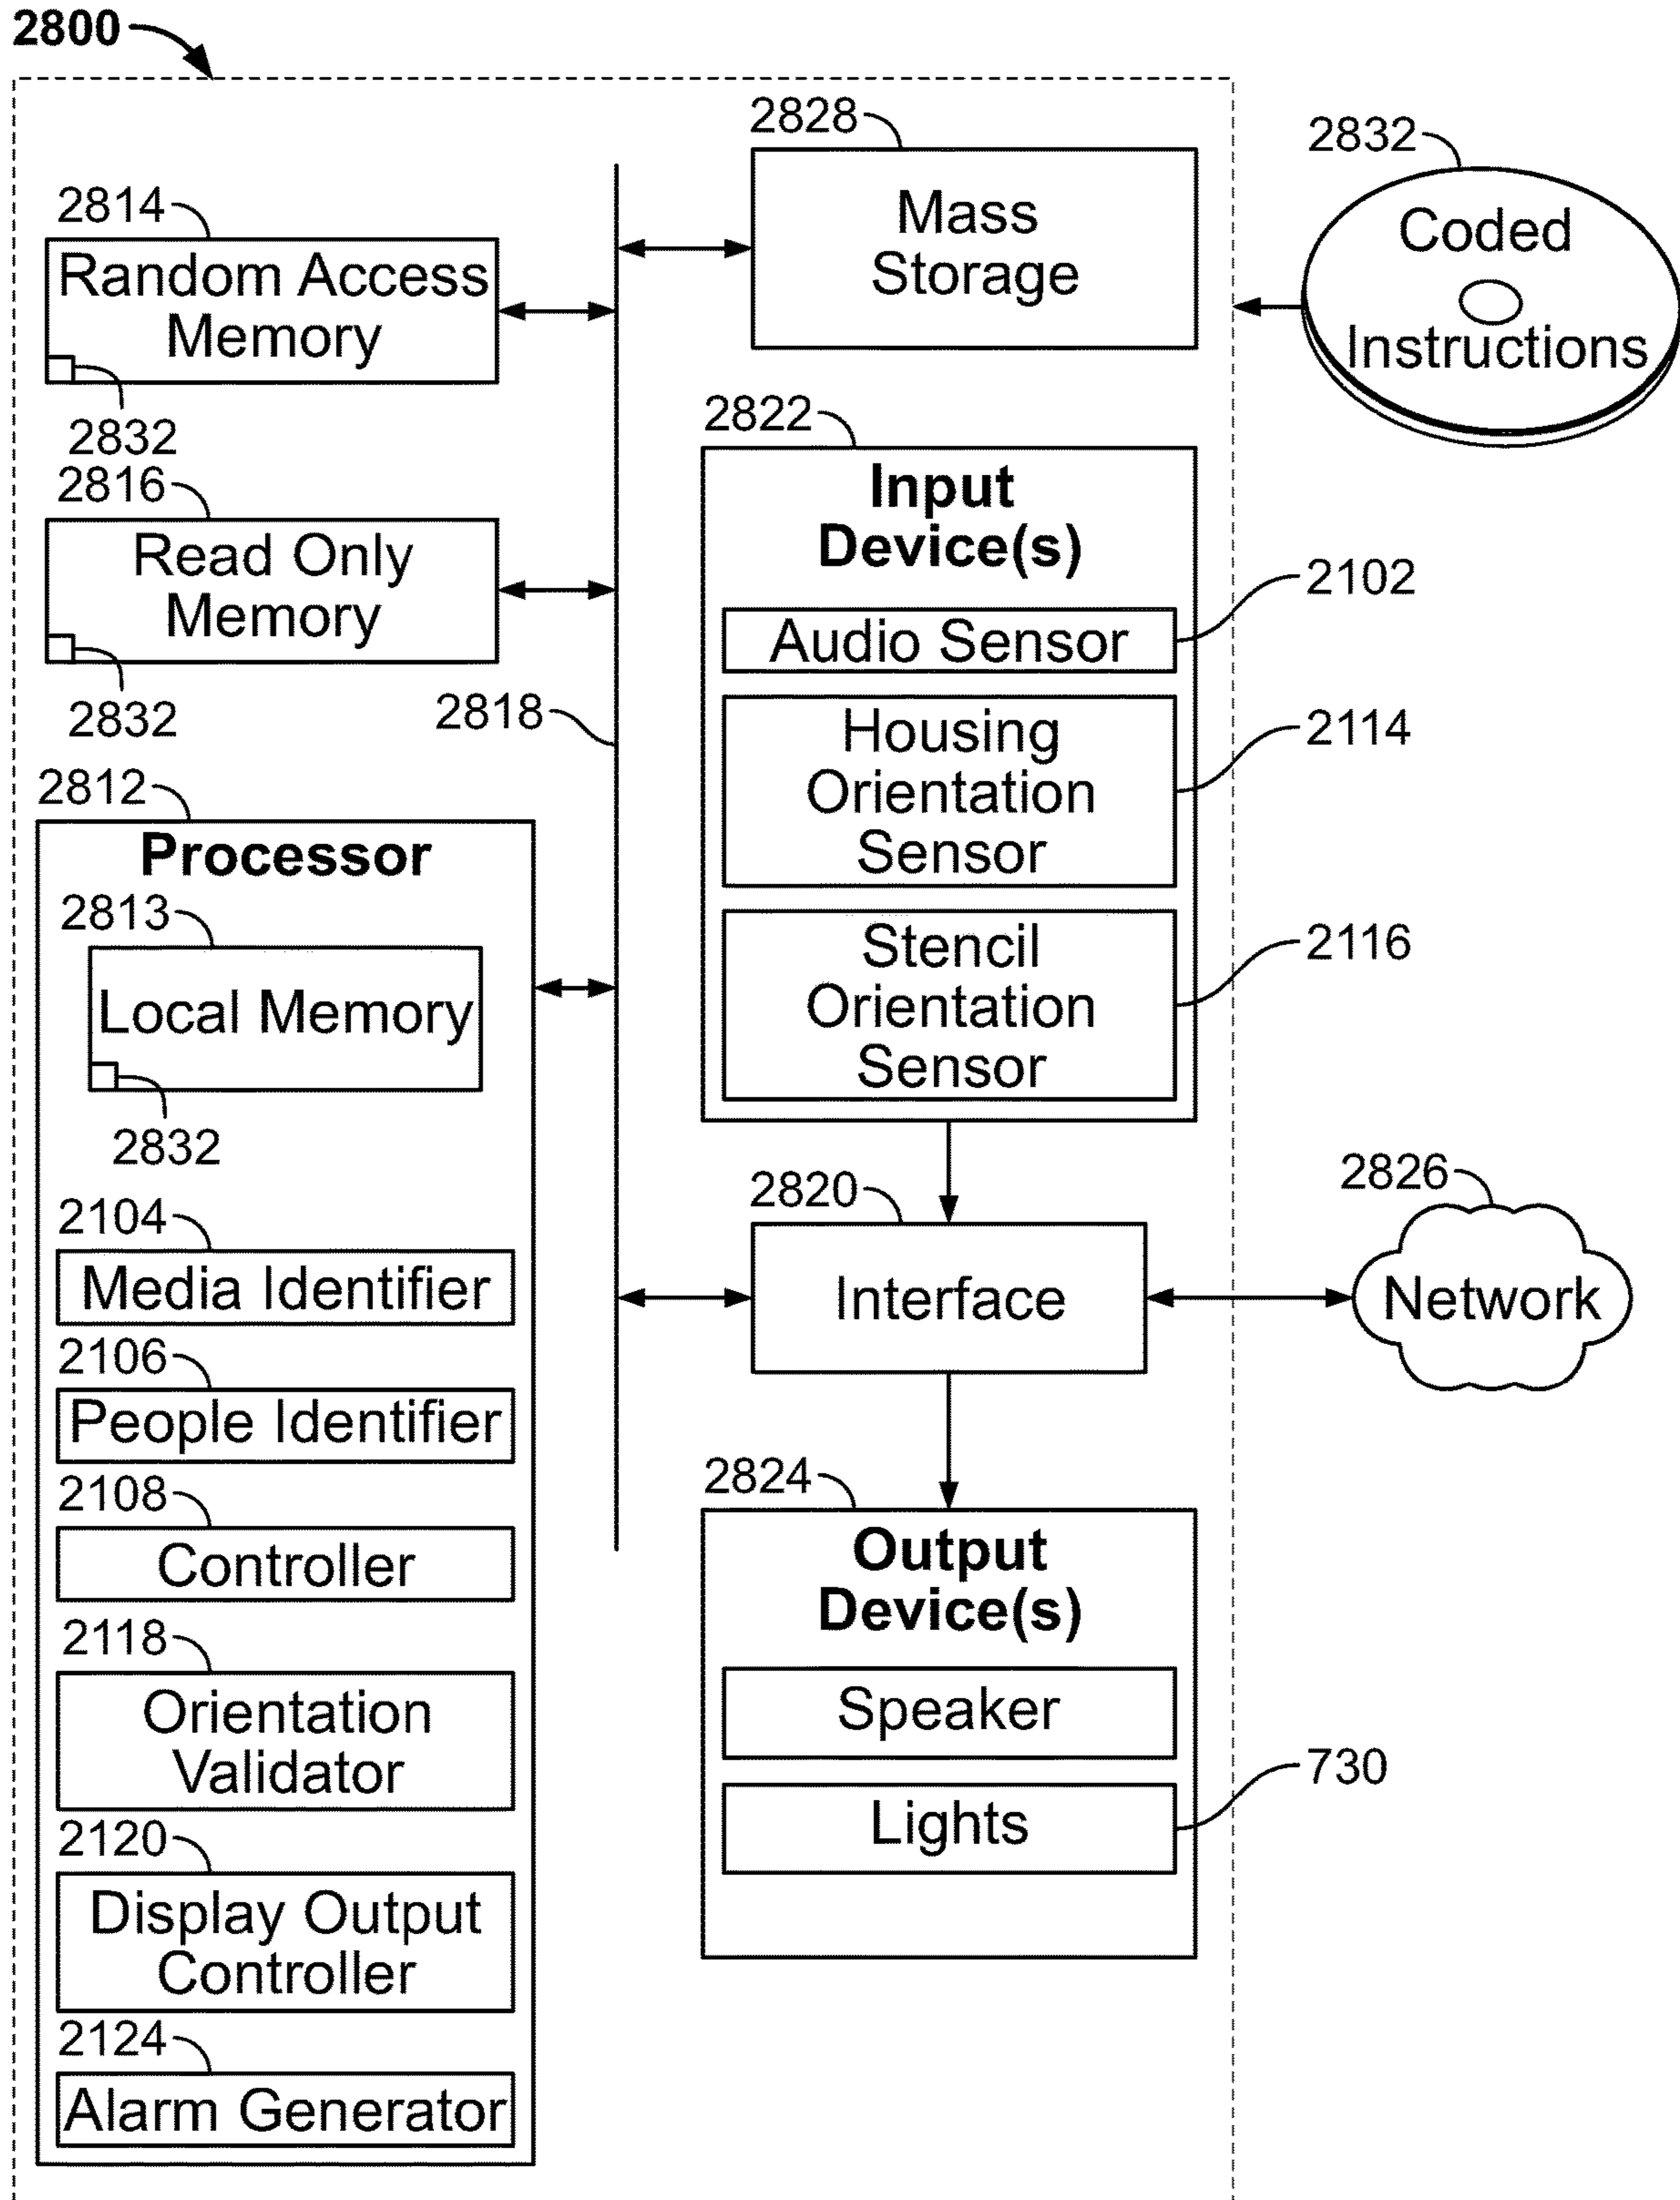 2800
2814
Random Access
Memory
2832
2816
Read Only
Memory
2832
2818
2812
Processor
2813
Local Memory
2832
2104
Media Identifier
2106
People Identifier
2108
Controller
2118
Orientation
Validator
2120
Display Output
Controller
2124
Alarm Generator
2828
Mass
Storage
2832
Coded
Instructions
2822
Input
Device(s)
Audio Sensor
2102
Housing
Orientation
Sensor
2114
Stencil
Orientation
Sensor
2116
2820
Interface
2826
Network
2824
Output
Device(s)
Speaker
Lights
730